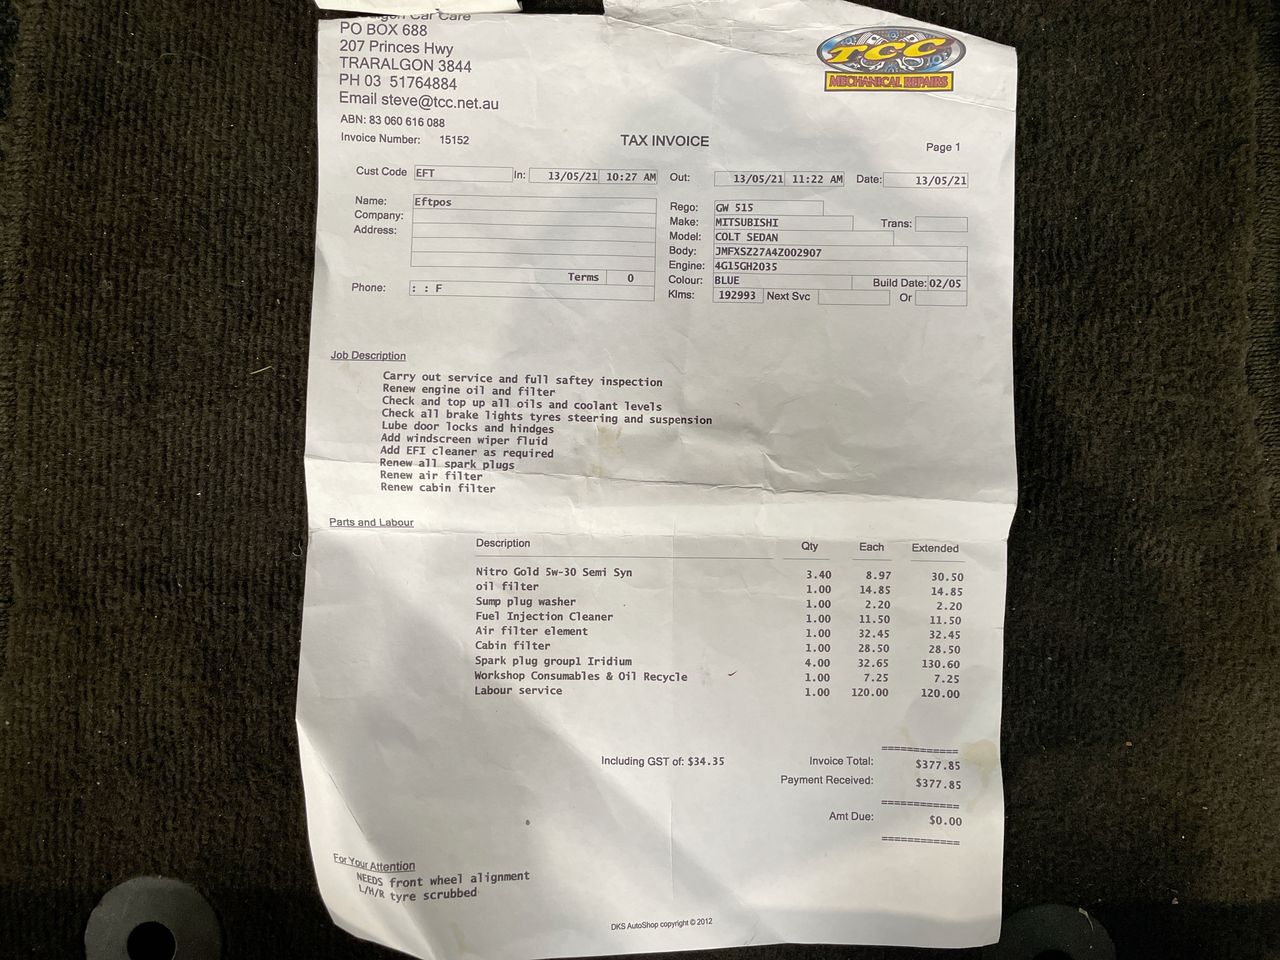 Car Care
PO BOX 688
207 Princes Hwy
TRARALGON 3844
PH 03 51764884
Email steve@tcc.net.au
ABN: 83 060 616 088
Invoice Number: 15152
TCC
MECHANICAL REPAIRS
TAX INVOICE
Page 1
Cust Code EFT In: 13/05/21 10:27 AM Out: 13/05/21 11:22 AM Date: 13/05/21
Name: Eftpos
Company:
Address:
Terms 0
Phone: : : F
Rego: GW 515
Make: MITSUBISHI Trans:
Model: COLT SEDAN
Body: JMFXSZ27A4Z002907
Engine: 4G15GH2035
Colour: BLUE Build Date: 02/05
Klms: 192993 Next Svc Or
Job Description
Carry out service and full saftey inspection
Renew engine oil and filter
Check and top up all oils and coolant levels
Check all brake lights tyres steering and suspension
Lube door locks and hindges
Add windscreen wiper fluid
Add EFI cleaner as required
Renew all spark plugs
Renew air filter
Renew cabin filter
Parts and Labour
Description Qty Each Extended
Nitro Gold 5w-30 Semi Syn 3.40 8.97 30.50
oil filter 1.00 14.85 14.85
Sump plug washer 1.00 2.20 2.20
Fuel Injection Cleaner 1.00 11.50 11.50
Air filter element 1.00 32.45 32.45
Cabin filter 1.00 28.50 28.50
Spark plug group1 Iridium 4.00 32.65 130.60
Workshop Consumables & Oil Recycle 1.00 7.25 7.25
Labour service 1.00 120.00 120.00
===========
Including GST of: $34.35 Invoice Total: $377.85
Payment Received: $377.85
===========
Amt Due: $0.00
===========
For Your Attention
NEEDS front wheel alignment
L/H/R tyre scrubbed
DKS AutoShop copyright © 2012